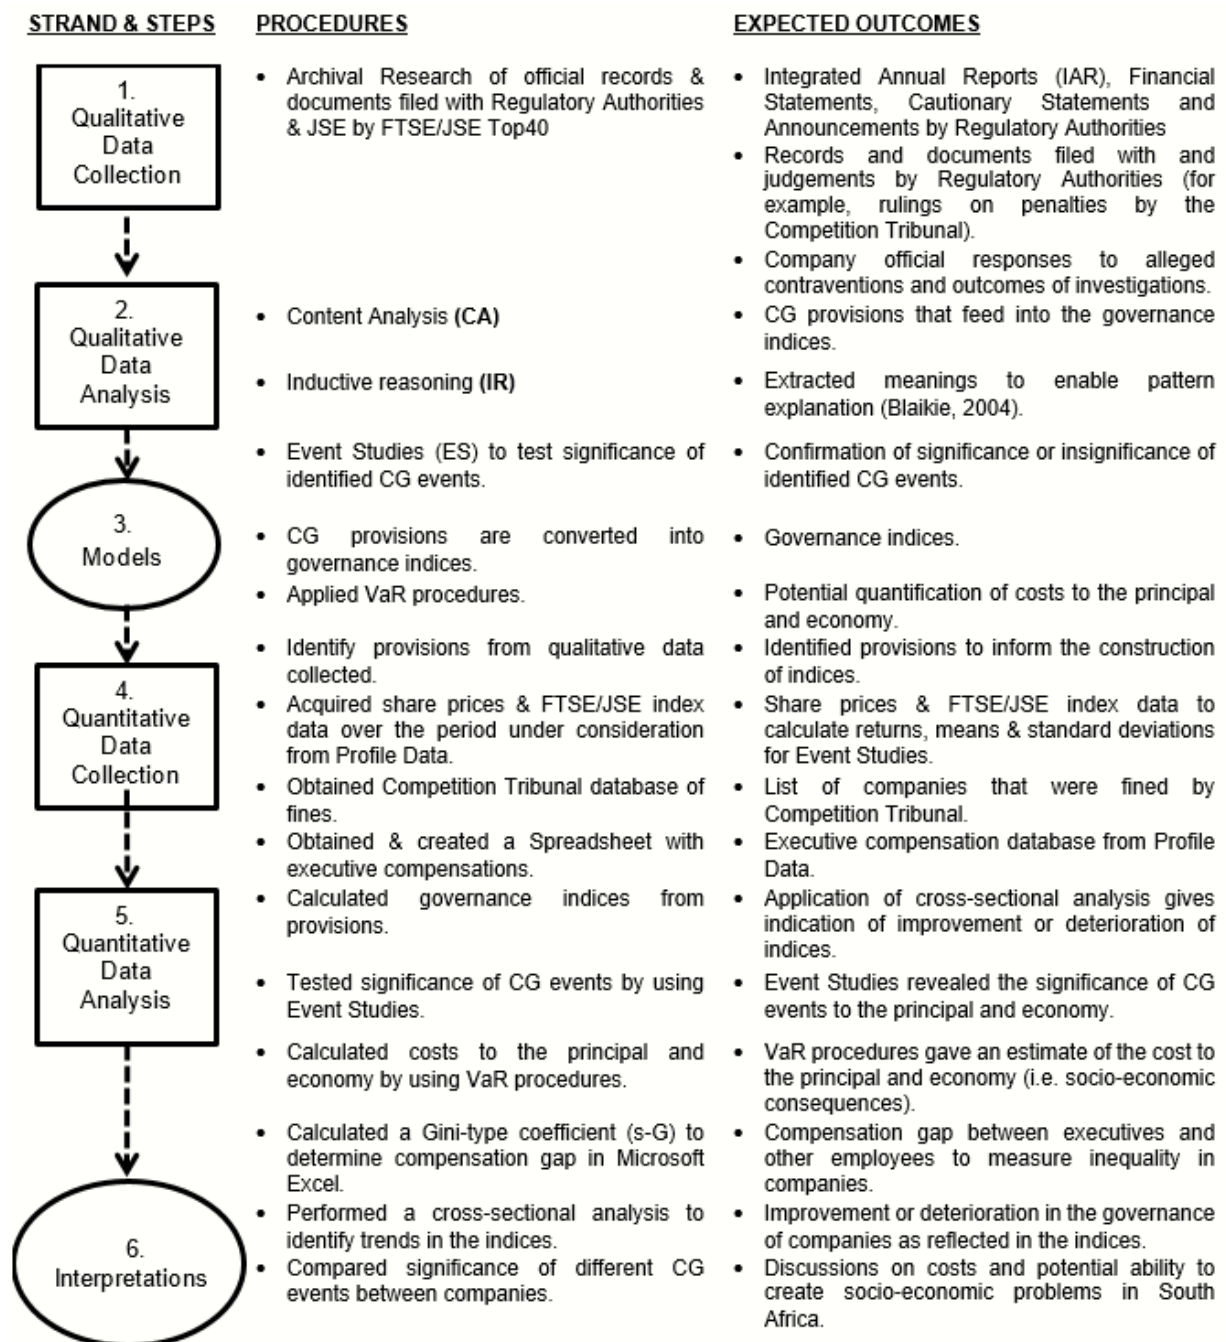 STRAND & STEPS
PROCEDURES
EXPECTED OUTCOMES
1.
Qualitative
Data
Collection
• Archival Research of official records &
documents filed with Regulatory Authorities
& JSE by FTSE/JSE Top40
• Integrated Annual Reports (IAR), Financial
Statements, Cautionary Statements and
Announcements by Regulatory Authorities
• Records and documents filed with and
judgements by Regulatory Authorities (for
example, rulings on penalties by the
Competition Tribunal).
• Company official responses to alleged
contraventions and outcomes of investigations.
2.
Qualitative
Data
Analysis
• Content Analysis (CA)
• CG provisions that feed into the governance
indices.
• Inductive reasoning (IR)
• Extracted meanings to enable pattern
explanation (Blaikie, 2004).
• Event Studies (ES) to test significance of
identified CG events.
• Confirmation of significance or insignificance of
identified CG events.
3.
Models
• CG provisions are converted into
governance indices.
• Governance indices.
• Applied VaR procedures.
• Potential quantification of costs to the principal
and economy.
• Identify provisions from qualitative data
collected.
• Identified provisions to inform the construction
of indices.
4.
Quantitative
Data
Collection
• Acquired share prices & FTSE/JSE index
data over the period under consideration
from Profile Data.
• Share prices & FTSE/JSE index data to
calculate returns, means & standard deviations
for Event Studies.
• Obtained Competition Tribunal database of
fines.
• List of companies that were fined by
Competition Tribunal.
• Obtained & created a Spreadsheet with
executive compensations.
• Executive compensation database from Profile
Data.
5.
Quantitative
Data
Analysis
• Calculated governance indices from
provisions.
• Application of cross-sectional analysis gives
indication of improvement or deterioration of
indices.
• Tested significance of CG events by using
Event Studies.
• Event Studies revealed the significance of CG
events to the principal and economy.
• Calculated costs to the principal and
economy by using VaR procedures.
• VaR procedures gave an estimate of the cost to
the principal and economy (i.e. socio-economic
consequences).
• Calculated a Gini-type coefficient (s-G) to
determine compensation gap in Microsoft
Excel.
• Compensation gap between executives and
other employees to measure inequality in
companies.
6.
Interpretations
• Performed a cross-sectional analysis to
identify trends in the indices.
• Improvement or deterioration in the governance
of companies as reflected in the indices.
• Compared significance of different CG
events between companies.
• Discussions on costs and potential ability to
create socio-economic problems in South
Africa.